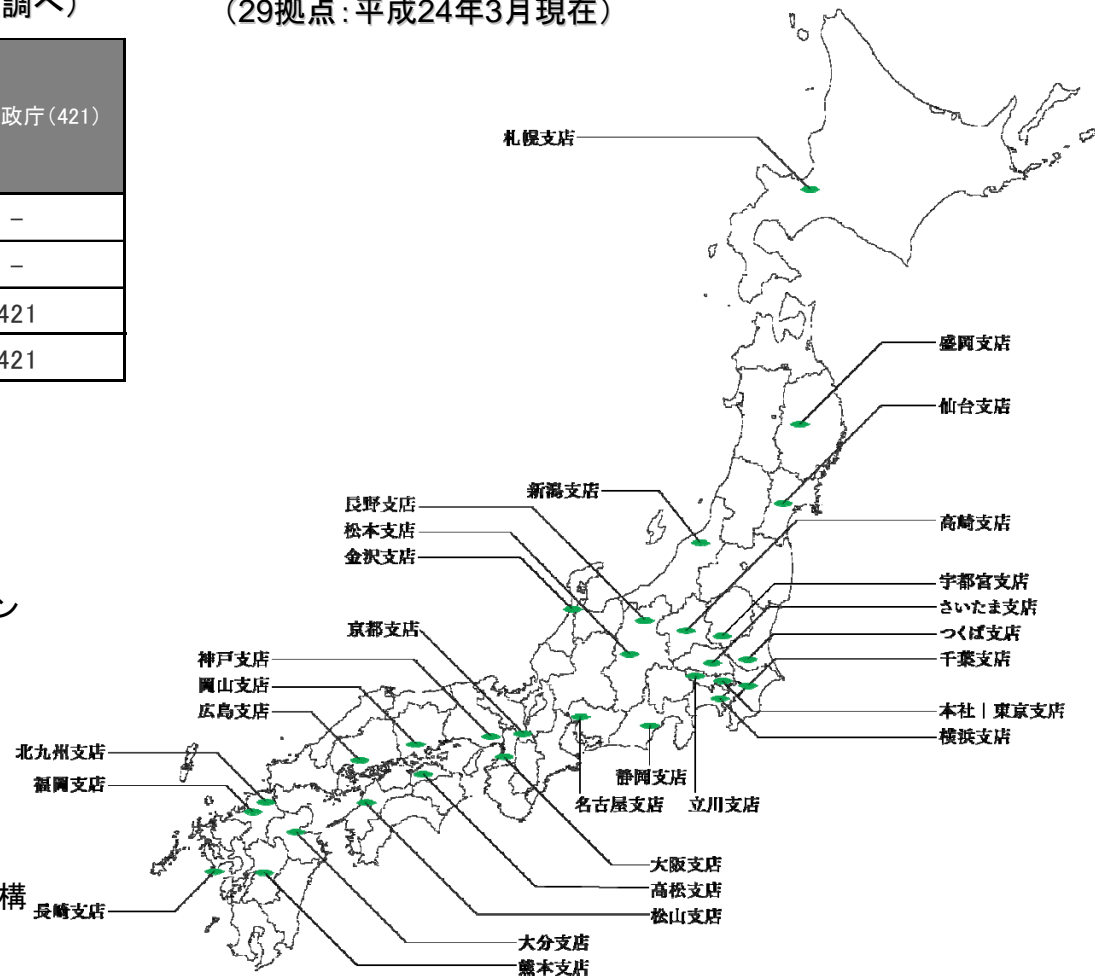 調べ）
（29拠点：平成24年3月現在）
政庁（421）
－
－
421
421
ン
構
札幌支店
盛岡支店
仙台支店
新潟支店
長野支店
松本支店
金沢支店
高崎支店
宇都宮支店
さいたま支店
つくば支店
千葉支店
本社｜東京支店
横浜支店
京都支店
神戸支店
岡山支店
広島支店
北九州支店
福岡支店
静岡支店
名古屋支店
立川支店
大阪支店
高松支店
松山支店
長崎支店
大分支店
熊本支店